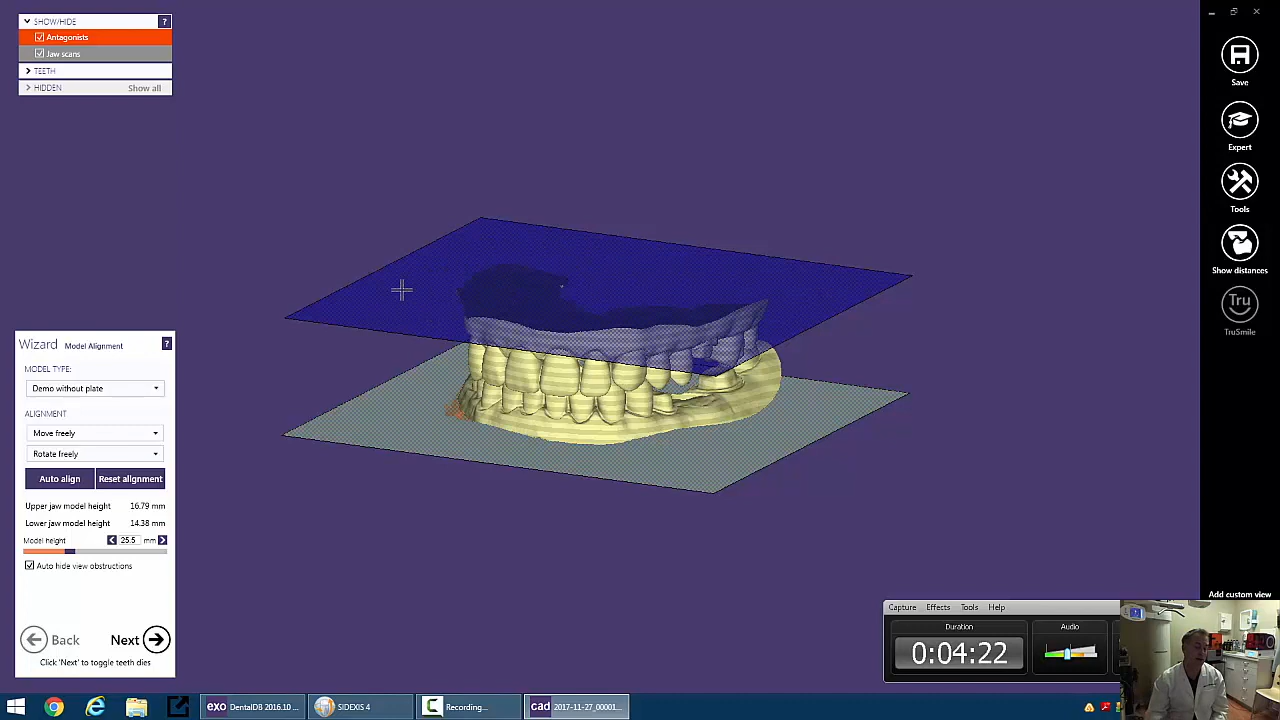 SHOW/HIDE ?
Antagonists
Jaw scans
TEETH
HIDDEN Show all
Save
Expert
Tools
Show distances
Tru
TruSmile
Wizard Model Alignment ?
MODEL TYPE:
Demo without plate
ALIGNMENT
Move freely
Rotate freely
Auto align Reset alignment
Upper jaw model height 16.79 mm
Lower jaw model height 14.38 mm
Model height 25.5 mm
Auto hide view obstructions
Back Next
Click 'Next' to toggle teeth dies
Add custom view
Capture Effects Tools Help
Duration Audio
0:04:22
exo DentalDB 2016.10 ... SIDEXIS 4 Recording... cad 2017-11-27_00001...